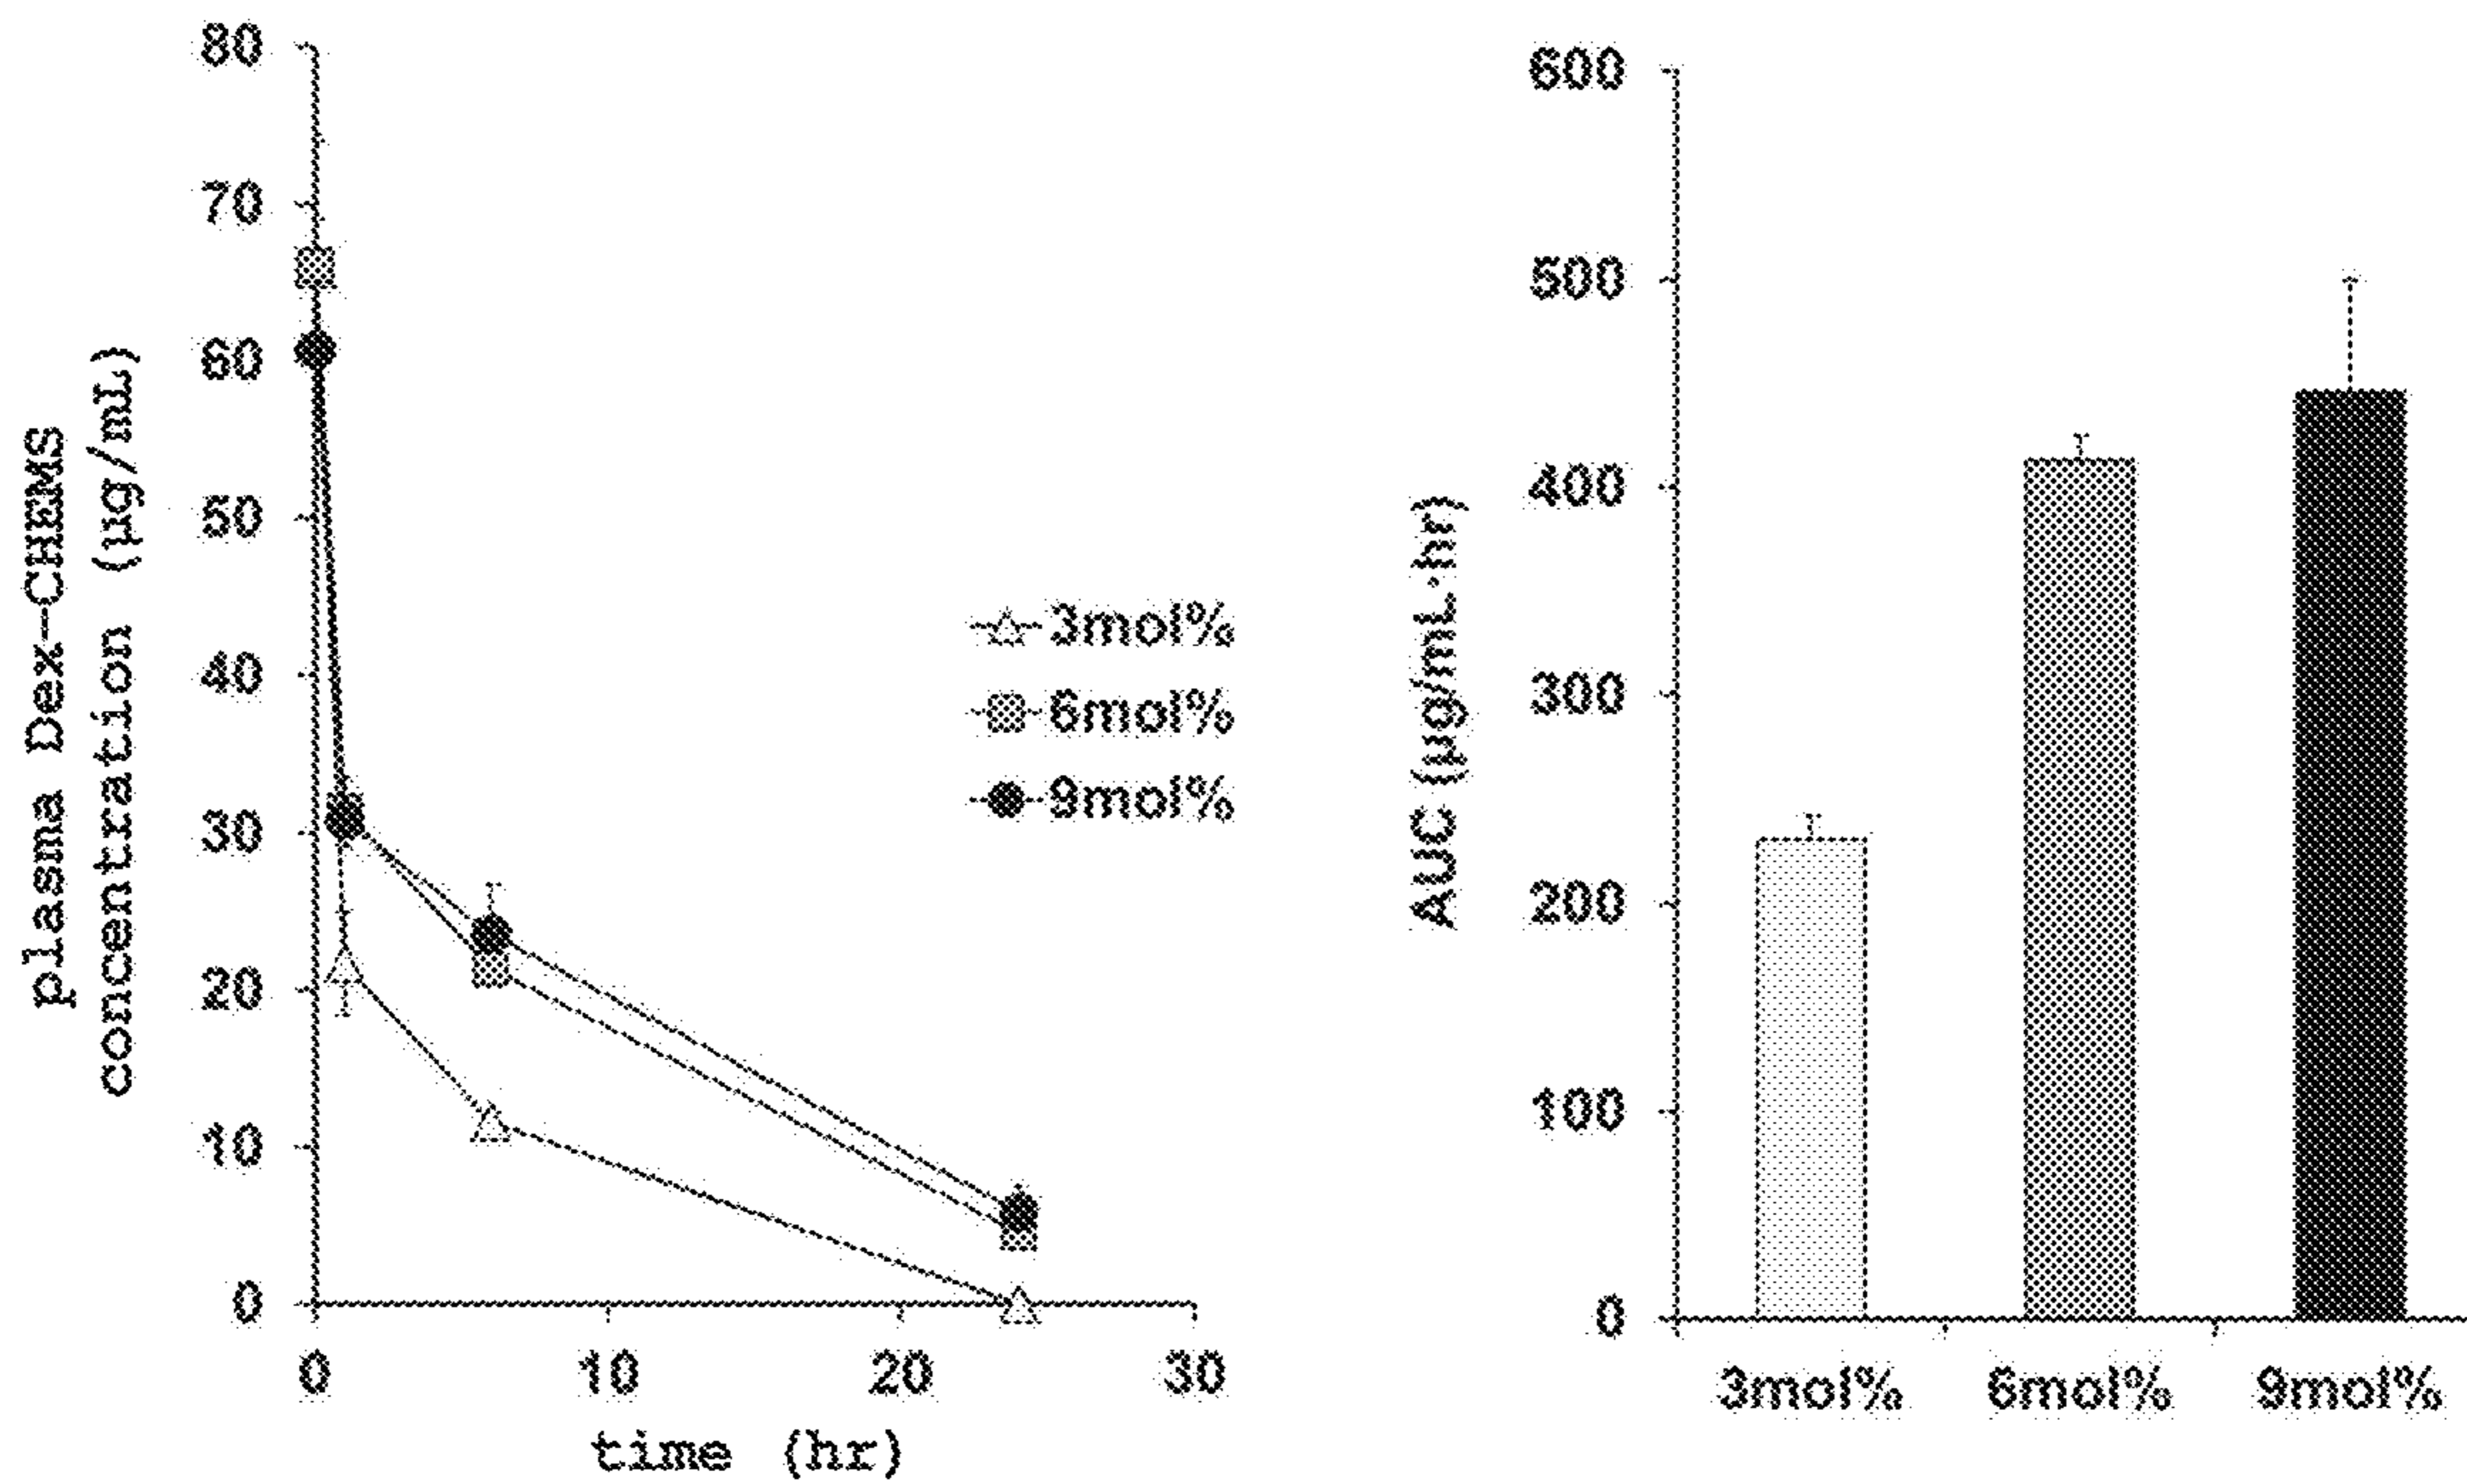 80
70
60
50
40
30
20
10
0
plasma Dex-CHEMS
concentration (µg/mL)
0 10 20 30
time (hr)
3mol%
6mol%
9mol%
600
500
400
300
200
100
0
AUC (µg/mL·hr)
3mol% 6mol% 9mol%